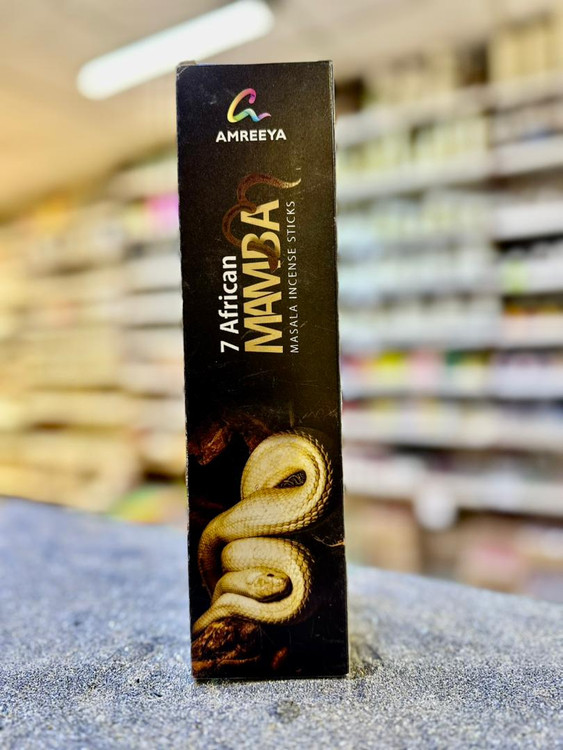 AMREEYA
7 African
MAMBA
MASALA INCENSE STICKS